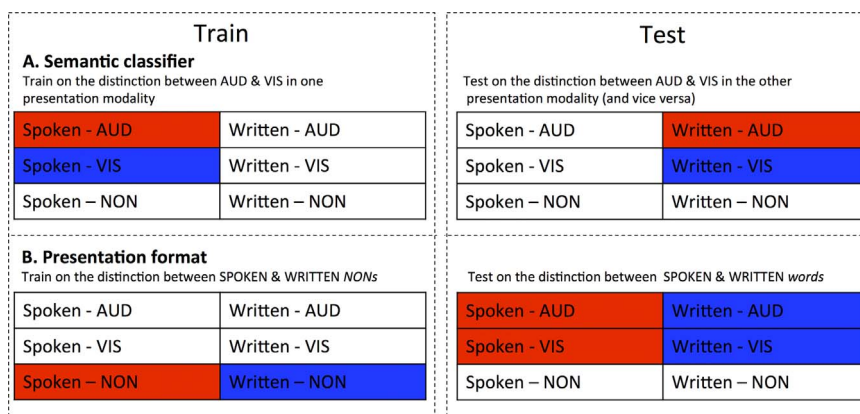 Train
A. Semantic classifier
Train on the distinction between AUD & VIS in one
presentation modality
Spoken - AUD Written - AUD
Spoken - VIS Written - VIS
Spoken – NON Written – NON
Test
Test on the distinction between AUD & VIS in the other
presentation modality (and vice versa)
Spoken - AUD Written - AUD
Spoken - VIS Written - VIS
Spoken – NON Written – NON
B. Presentation format
Train on the distinction between SPOKEN & WRITTEN NONs
Spoken - AUD Written - AUD
Spoken - VIS Written - VIS
Spoken – NON Written – NON
Test on the distinction between SPOKEN & WRITTEN words
Spoken - AUD Written - AUD
Spoken - VIS Written - VIS
Spoken – NON Written – NON